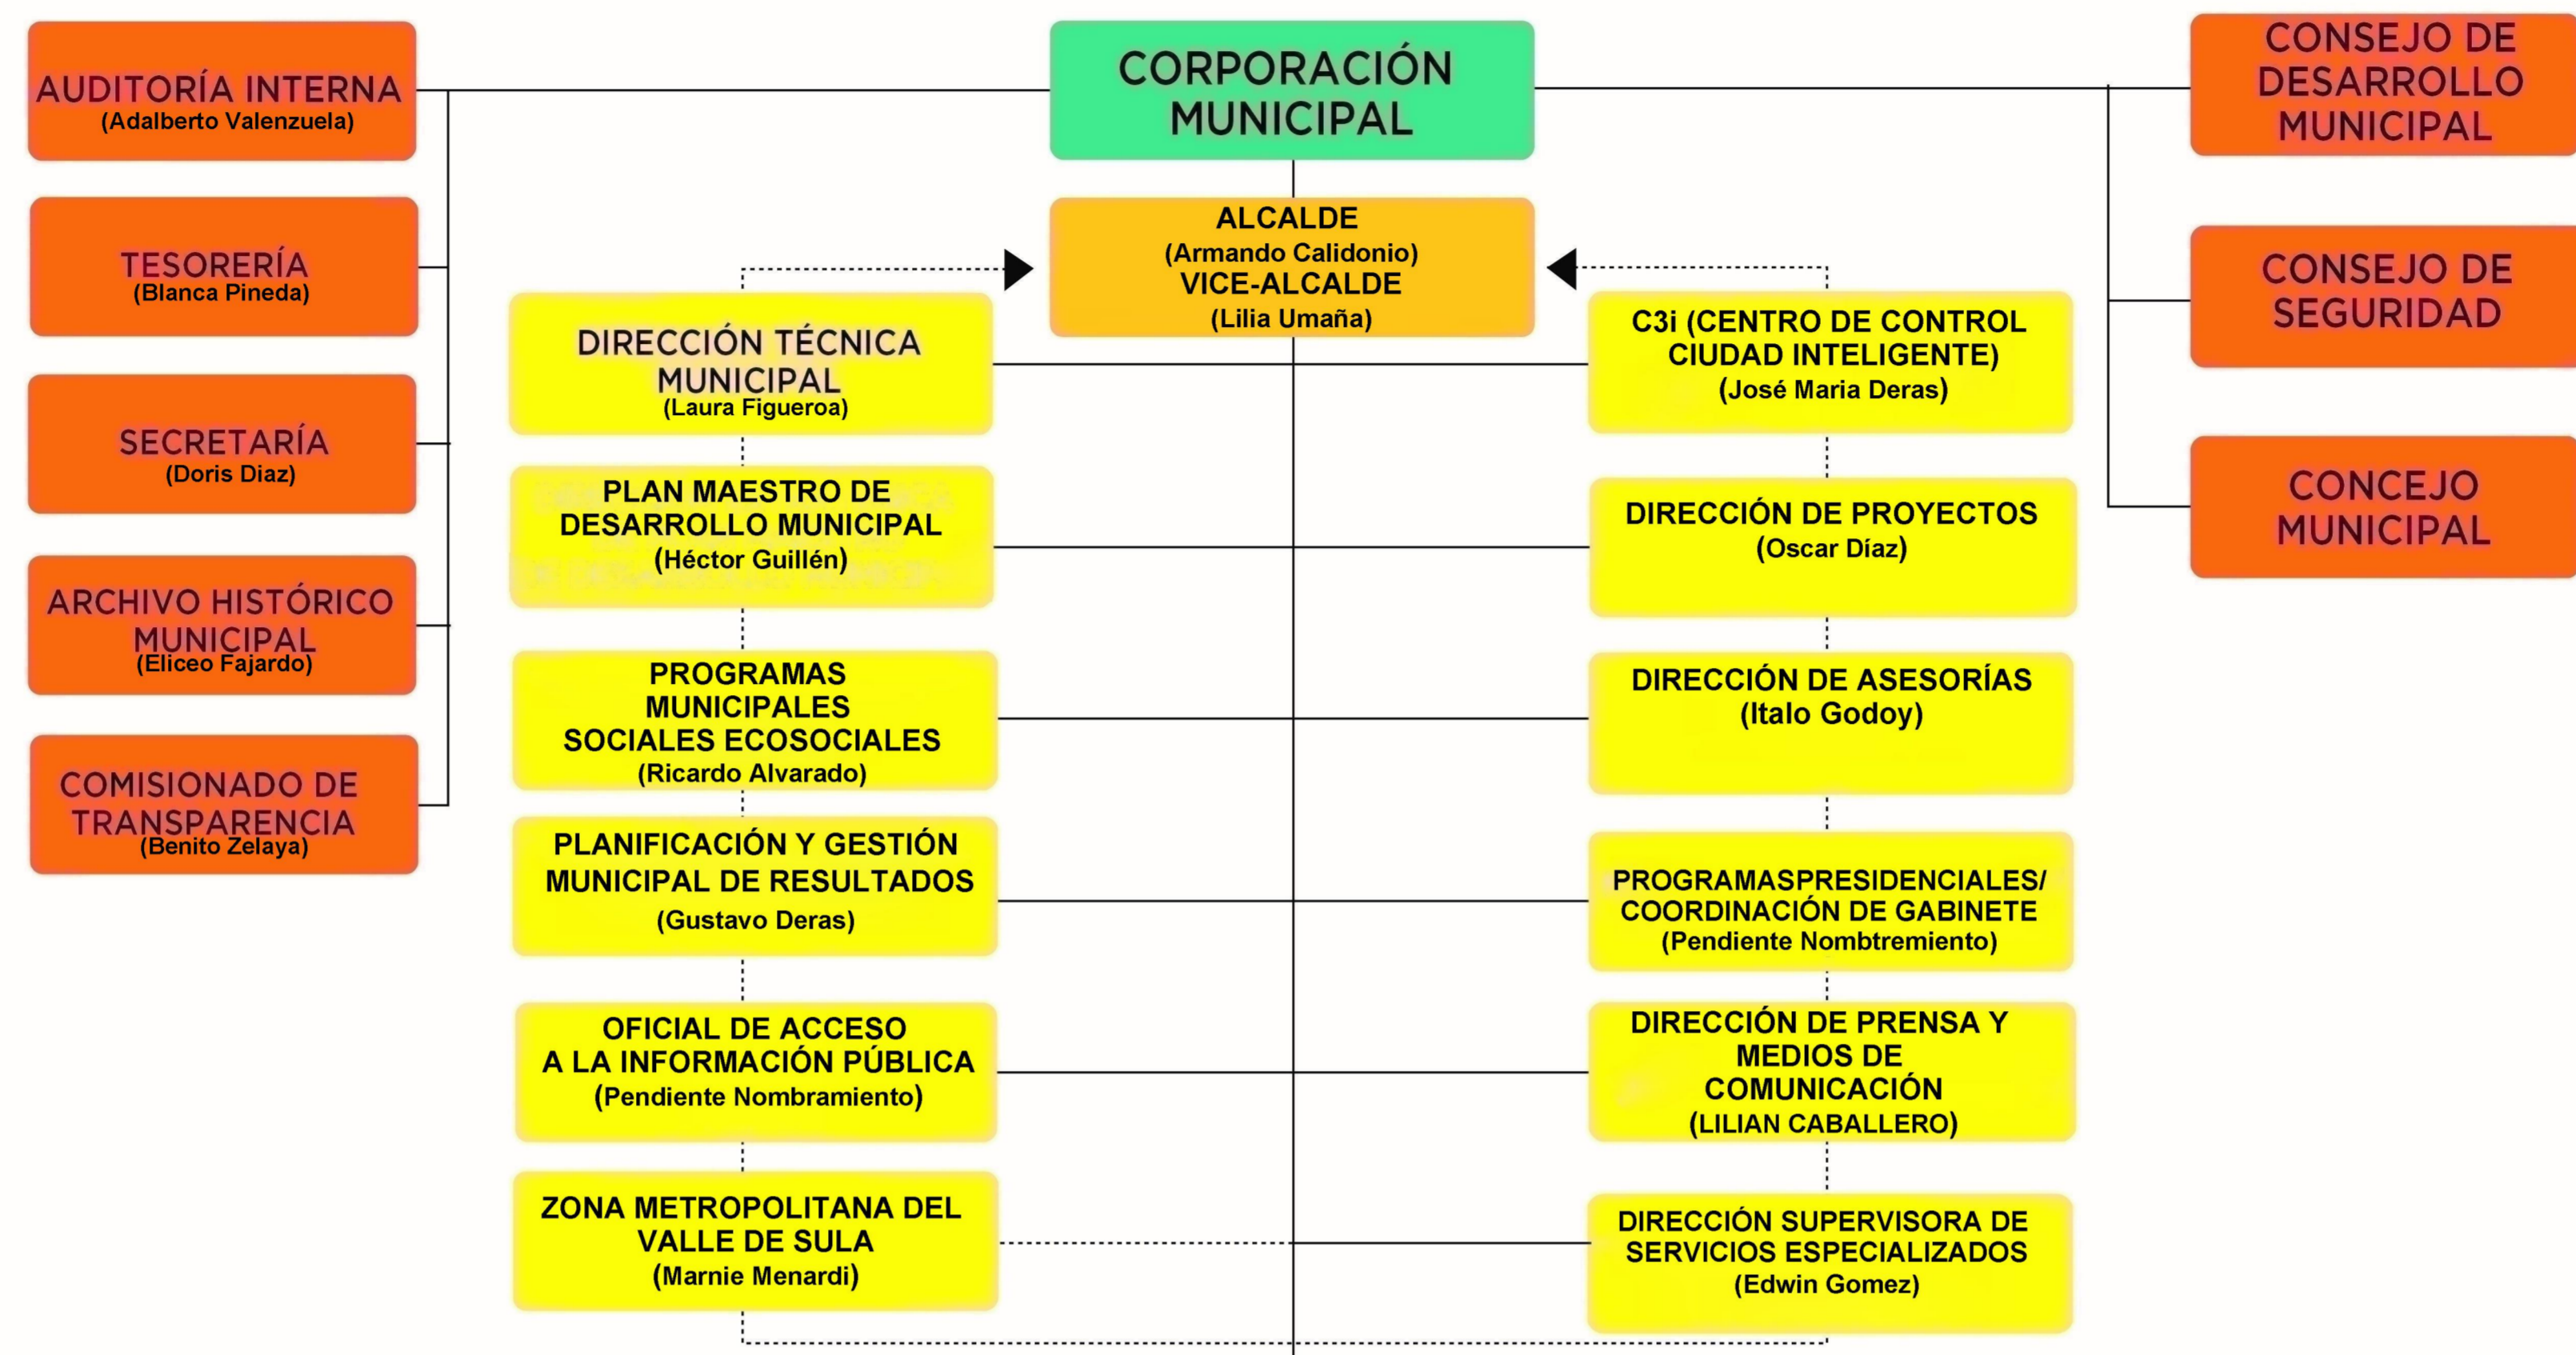 AUDITORÍA INTERNA
(Adalberto Valenzuela)
TESORERÍA
(Blanca Pineda)
SECRETARÍA
(Doris Diaz)
ARCHIVO HISTÓRICO
MUNICIPAL
(Eliceo Fajardo)
COMISIONADO DE
TRANSPARENCIA
(Benito Zelaya)
CORPORACIÓN
MUNICIPAL
ALCALDE
(Armando Calidonio)
VICE-ALCALDE
(Lilia Umaña)
DIRECCIÓN TÉCNICA
MUNICIPAL
(Laura Figueroa)
PLAN MAESTRO DE
DESARROLLO MUNICIPAL
(Héctor Guillén)
PROGRAMAS
MUNICIPALES
SOCIALES ECOSOCIALES
(Ricardo Alvarado)
PLANIFICACIÓN Y GESTIÓN
MUNICIPAL DE RESULTADOS
(Gustavo Deras)
OFICIAL DE ACCESO
A LA INFORMACIÓN PÚBLICA
(Pendiente Nombramiento)
ZONA METROPOLITANA DEL
VALLE DE SULA
(Marnie Menardi)
C3i (CENTRO DE CONTROL
CIUDAD INTELIGENTE)
(José Maria Deras)
DIRECCIÓN DE PROYECTOS
(Oscar Díaz)
DIRECCIÓN DE ASESORÍAS
(Italo Godoy)
PROGRAMASPRESIDENCIALES/
COORDINACIÓN DE GABINETE
(Pendiente Nombtremiento)
DIRECCIÓN DE PRENSA Y
MEDIOS DE
COMUNICACIÓN
(LILIAN CABALLERO)
DIRECCIÓN SUPERVISORA DE
SERVICIOS ESPECIALIZADOS
(Edwin Gomez)
CONSEJO DE
DESARROLLO
MUNICIPAL
CONSEJO DE
SEGURIDAD
CONCEJO
MUNICIPAL